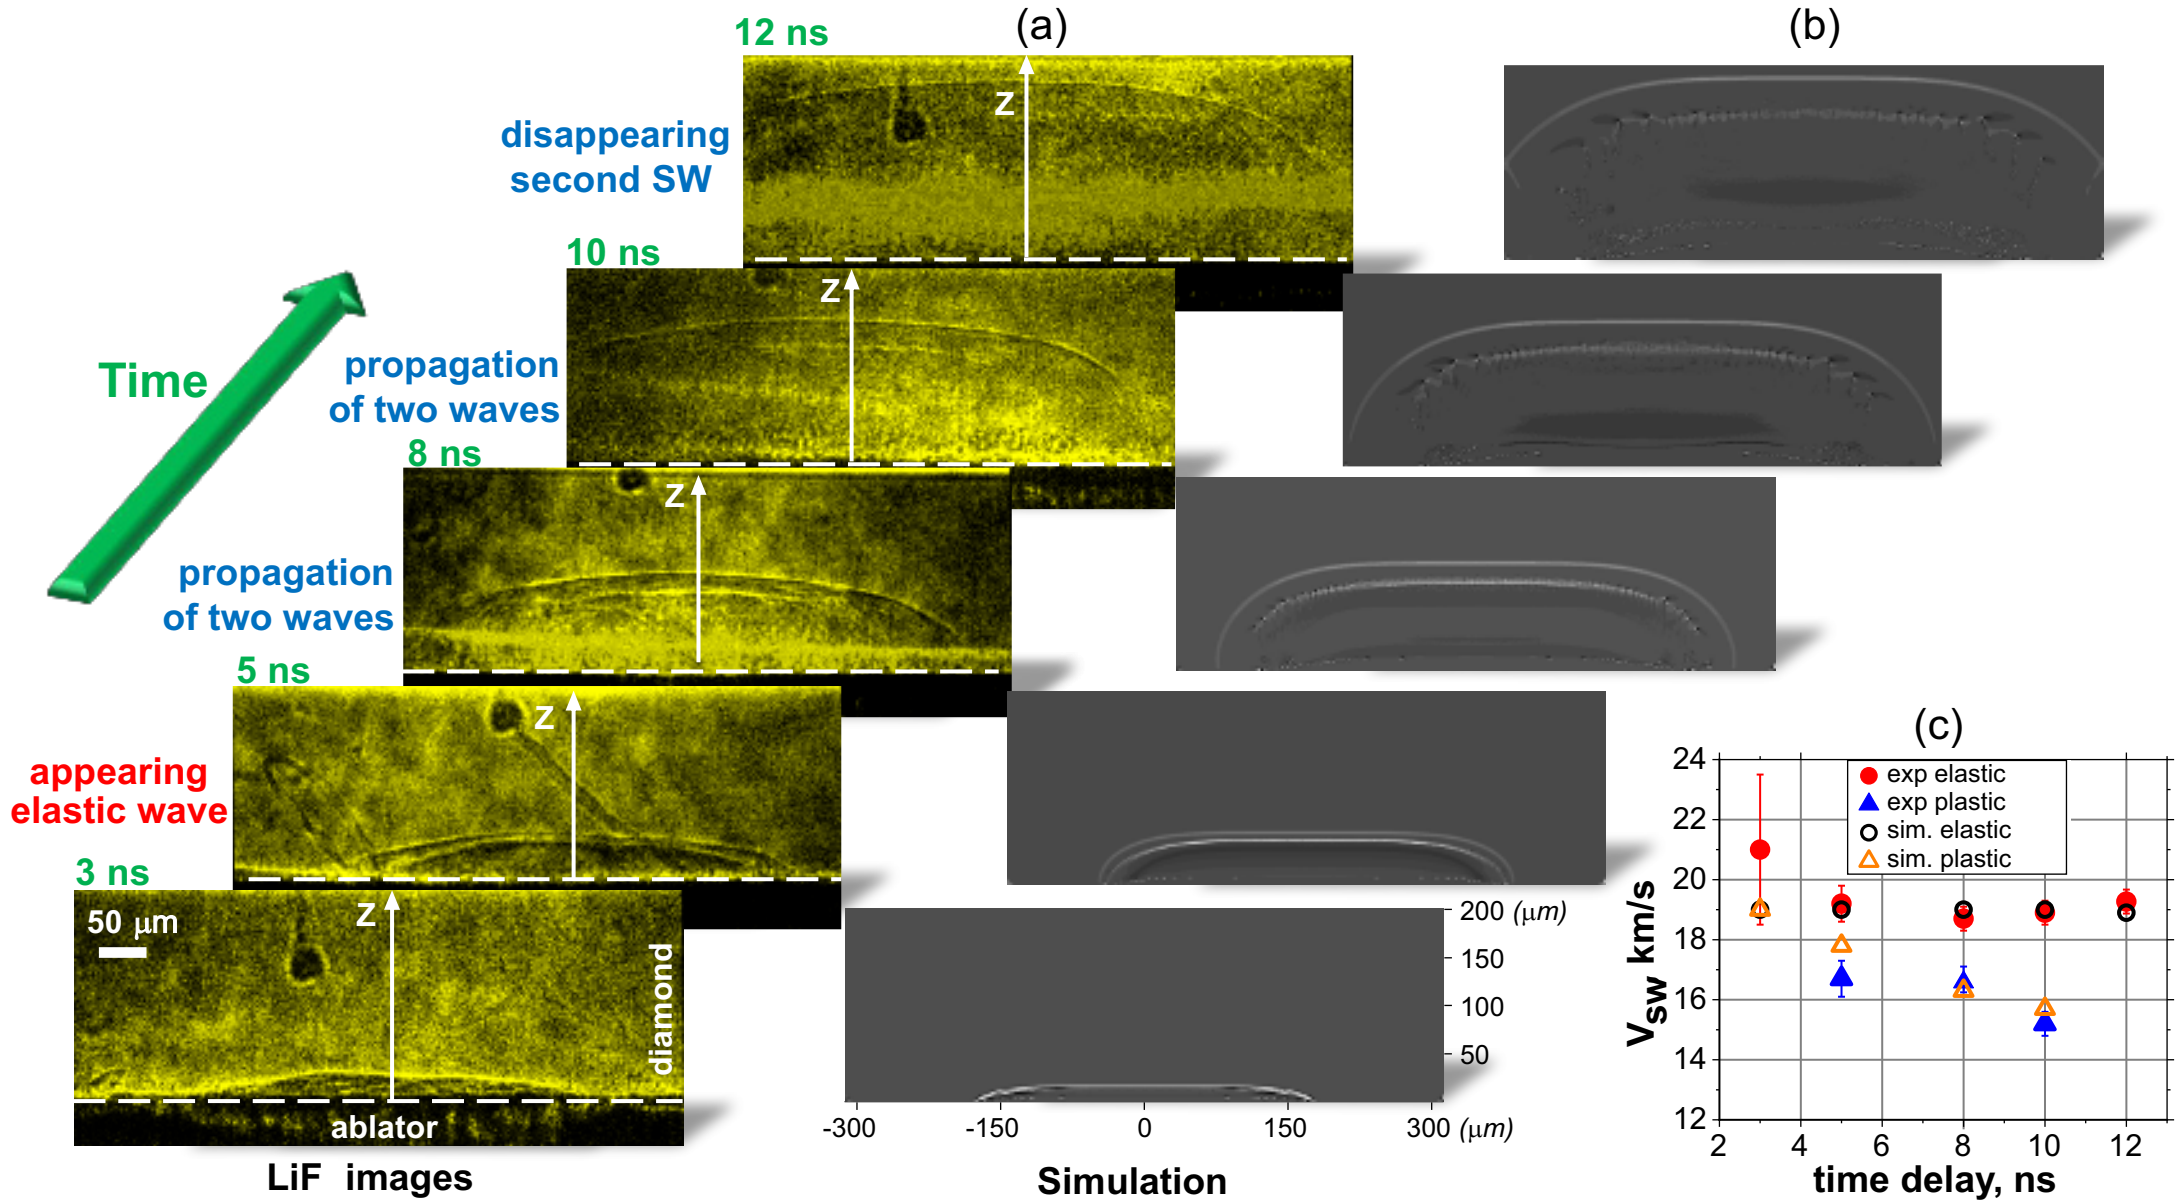 (a)
(b)
12 ns
Z
disappearing
second SW
10 ns
Z
Time
propagation
of two waves
8 ns
Z
propagation
of two waves
5 ns
Z
appearing
elastic wave
3 ns
50 μm
Z
diamond
ablator
LiF images
200 (μm)
150
100
50
-300
-150
0
150
300 (μm)
Simulation
(c)
exp elastic
exp plastic
sim. elastic
sim. plastic
24
22
20
18
16
14
12
Vsw km/s
2
4
6
8
10
12
time delay, ns